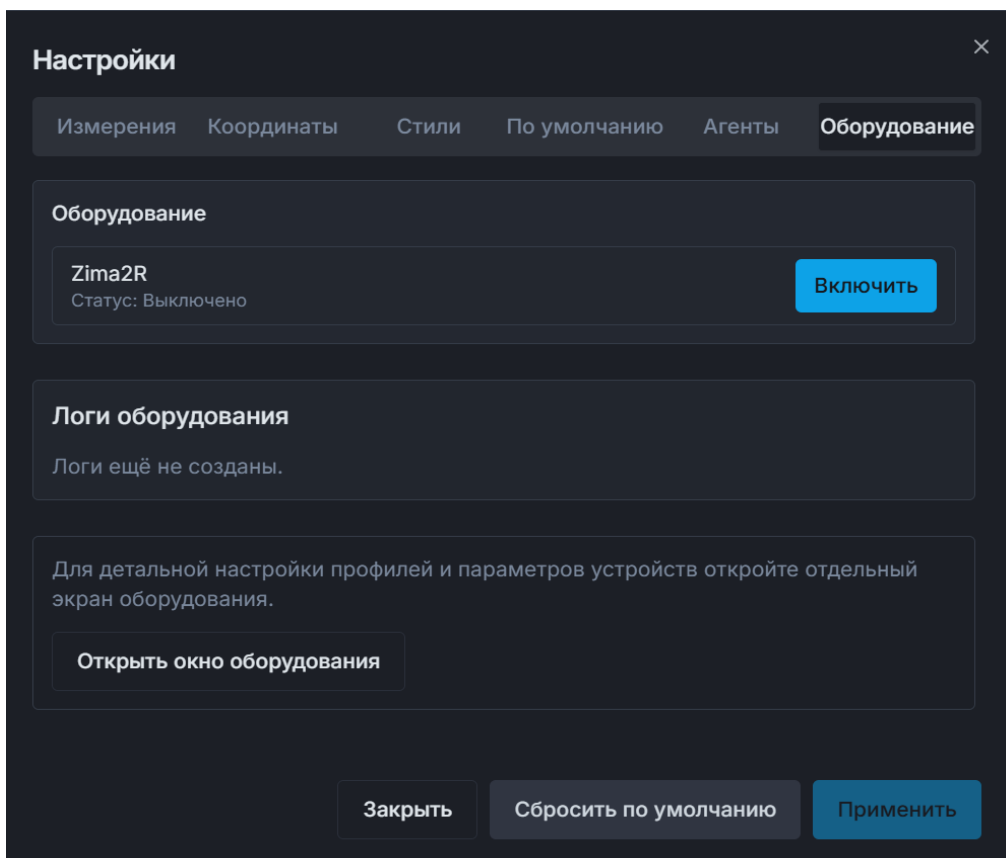 Настройки
Измерения Координаты Стили По умолчанию Агенты Оборудование
Оборудование
Zima2R
Статус: Выключено
Включить
Логи оборудования
Логи ещё не созданы.
Для детальной настройки профилей и параметров устройств откройте отдельный
экран оборудования.
Открыть окно оборудования
Закрыть Сбросить по умолчанию Применить